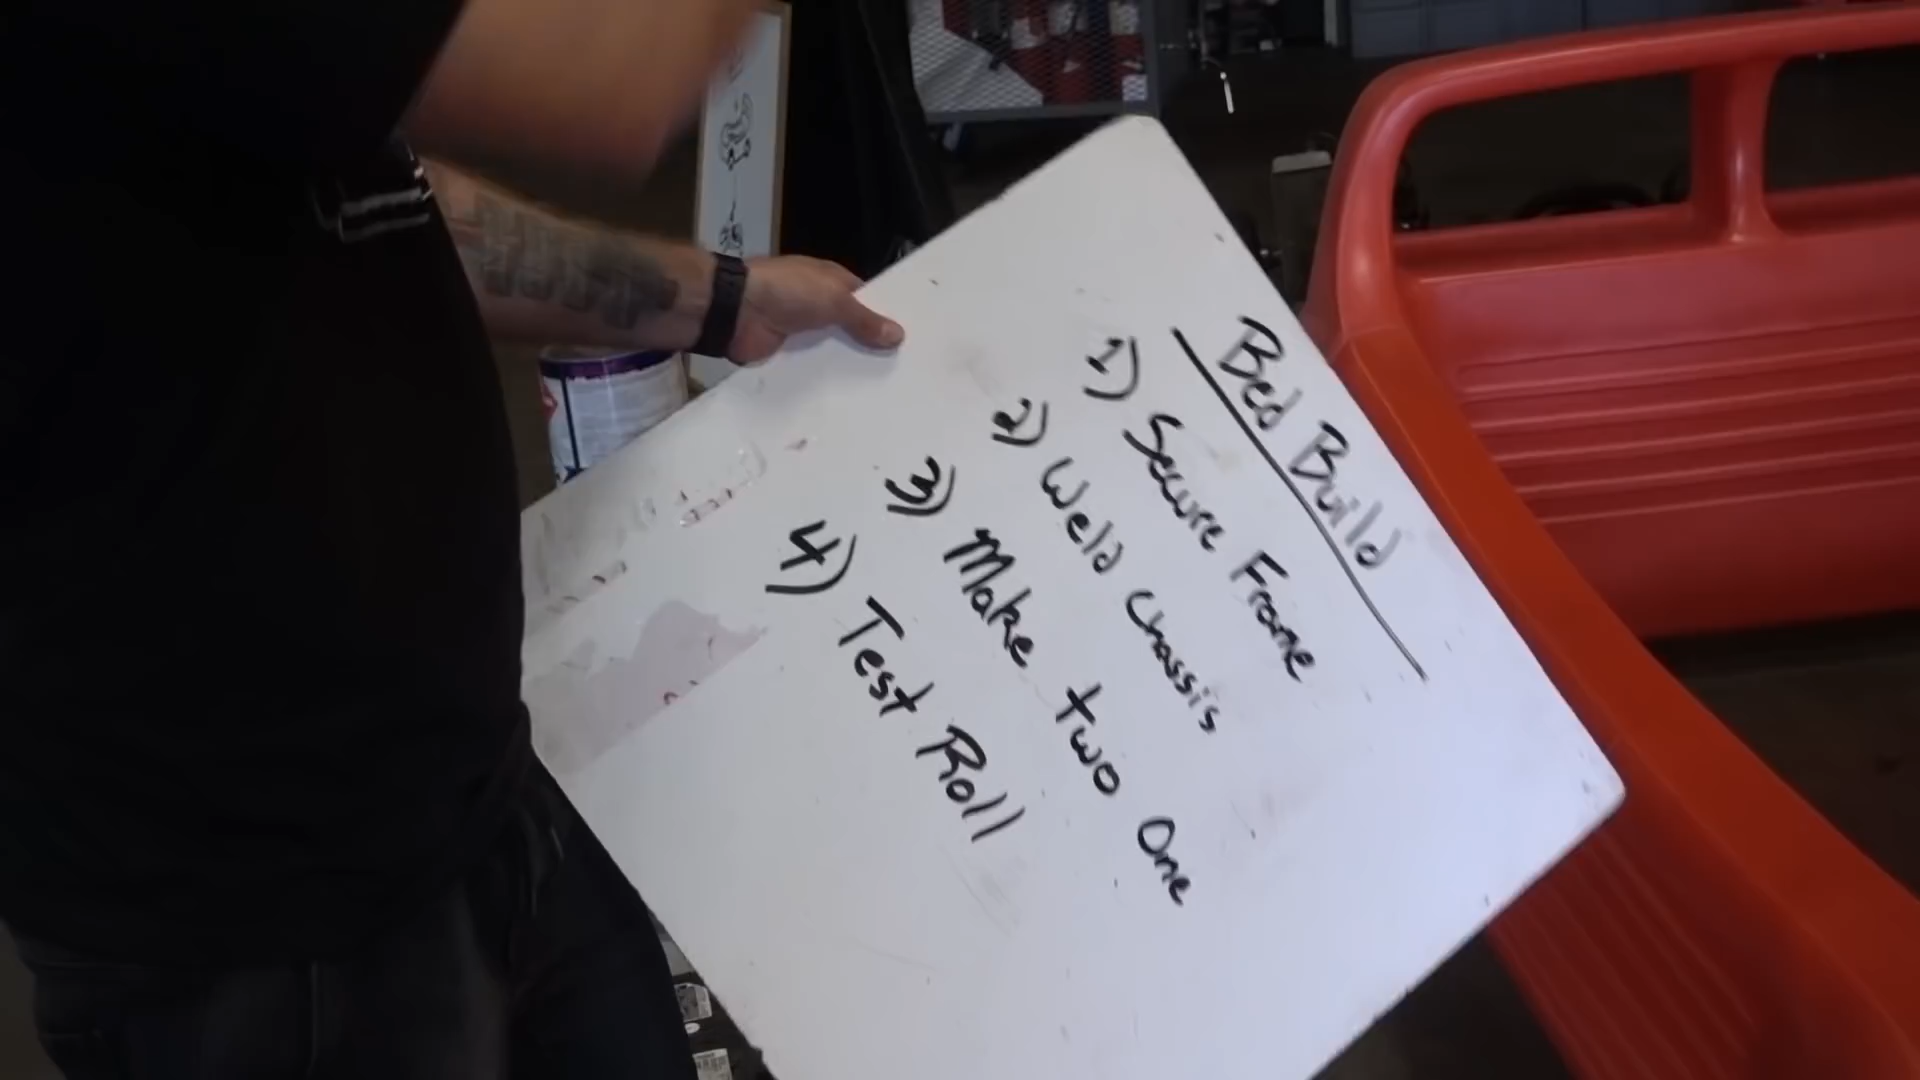 Bed Build
1) Secure Frame
2) Weld Chassis
3) Make two One
4) Test Roll